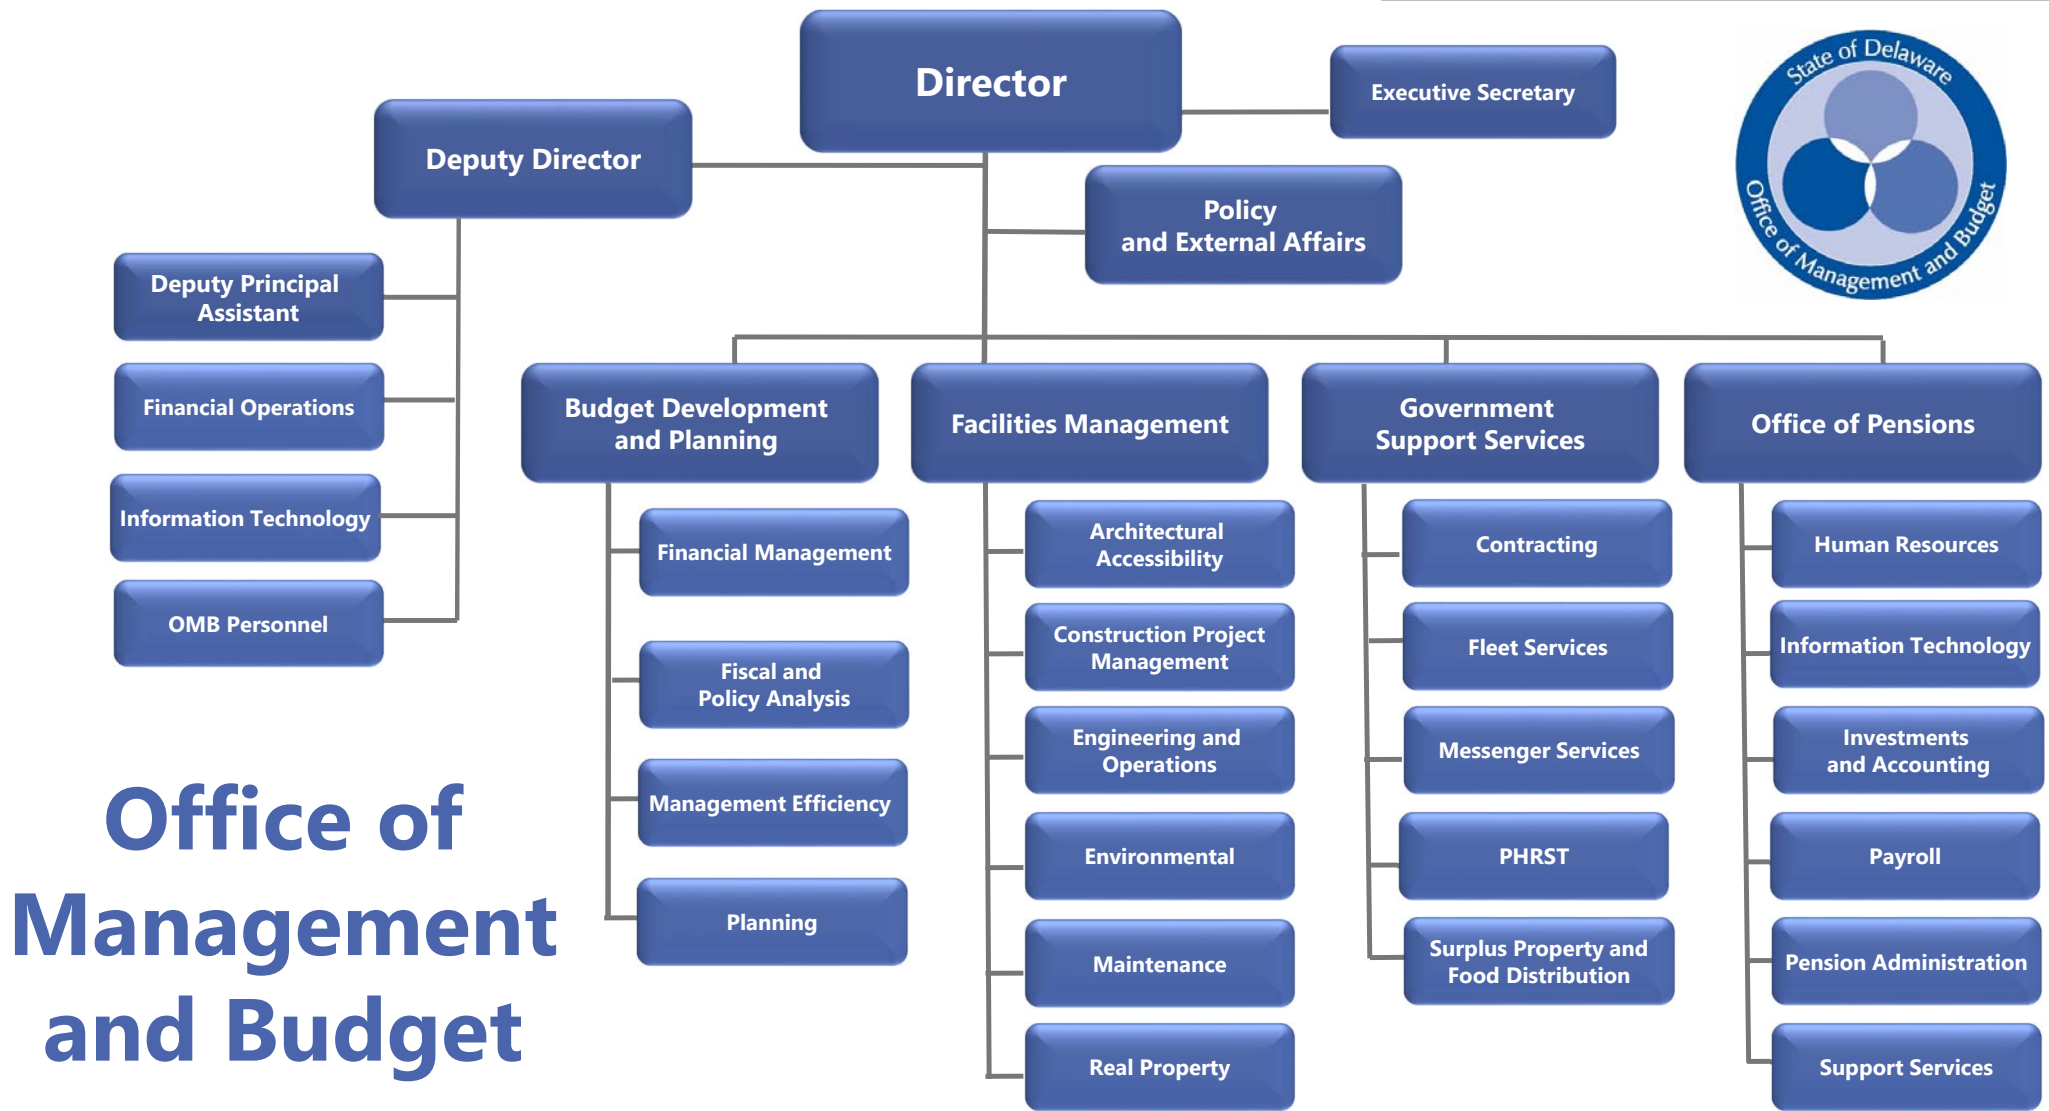 Director
Executive Secretary
State of Delaware
Office of Management and Budget
Deputy Director
Policy
and External Affairs
Deputy Principal
Assistant
Financial Operations
Information Technology
OMB Personnel
Budget Development
and Planning
Financial Management
Fiscal and
Policy Analysis
Management Efficiency
Planning
Facilities Management
Architectural
Accessibility
Construction Project
Management
Engineering and
Operations
Environmental
Maintenance
Real Property
Government
Support Services
Contracting
Fleet Services
Messenger Services
PHRST
Surplus Property and
Food Distribution
Office of Pensions
Human Resources
Information Technology
Investments
and Accounting
Payroll
Pension Administration
Support Services
Office of
Management
and Budget